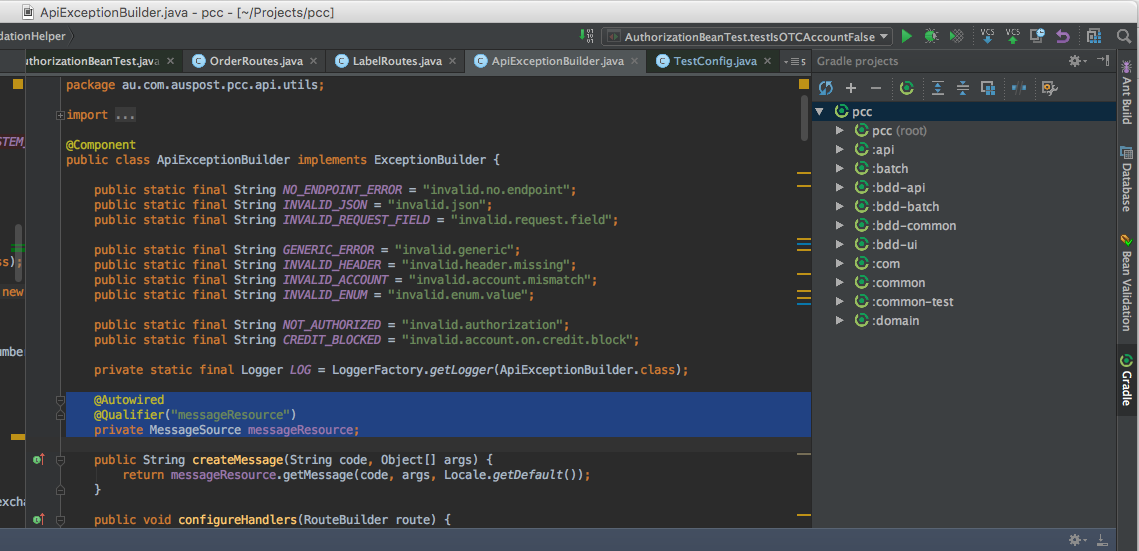 ApiExceptionBuilder.java - pcc - [~/Projects/pcc]
dationHelper
AuthorizationBeanTest.testIsOTCAccountFalse
VCS VCS
uthorizationBeanTest.java
OrderRoutes.java
LabelRoutes.java
ApiExceptionBuilder.java
TestConfig.java
5
Gradle projects
package au.com.auspost.pcc.api.utils;
import ...
STEM_
@Component
public class ApiExceptionBuilder implements ExceptionBuilder {
public static final String NO_ENDPOINT_ERROR = "invalid.no.endpoint";
public static final String INVALID_JSON = "invalid.json";
public static final String INVALID_REQUEST_FIELD = "invalid.request.field";
public static final String GENERIC_ERROR = "invalid.generic";
ss);
public static final String INVALID_HEADER = "invalid.header.missing";
public static final String INVALID_ACCOUNT = "invalid.account.mismatch";
new
public static final String INVALID_ENUM = "invalid.enum.value";
public static final String NOT_AUTHORIZED = "invalid.authorization";
public static final String CREDIT_BLOCKED = "invalid.account.on.credit.block";
umber
private static final Logger LOG = LoggerFactory.getLogger(ApiExceptionBuilder.class);
@Autowired
@Qualifier("messageResource")
private MessageSource messageResource;
public String createMessage(String code, Object[] args) {
return messageResource.getMessage(code, args, Locale.getDefault());
}
excha
public void configureHandlers(RouteBuilder route) {
pcc
pcc (root)
:api
:batch
:bdd-api
:bdd-batch
:bdd-common
:bdd-ui
:com
:common
:common-test
:domain
Ant Build
Database
Bean Validation
Gradle